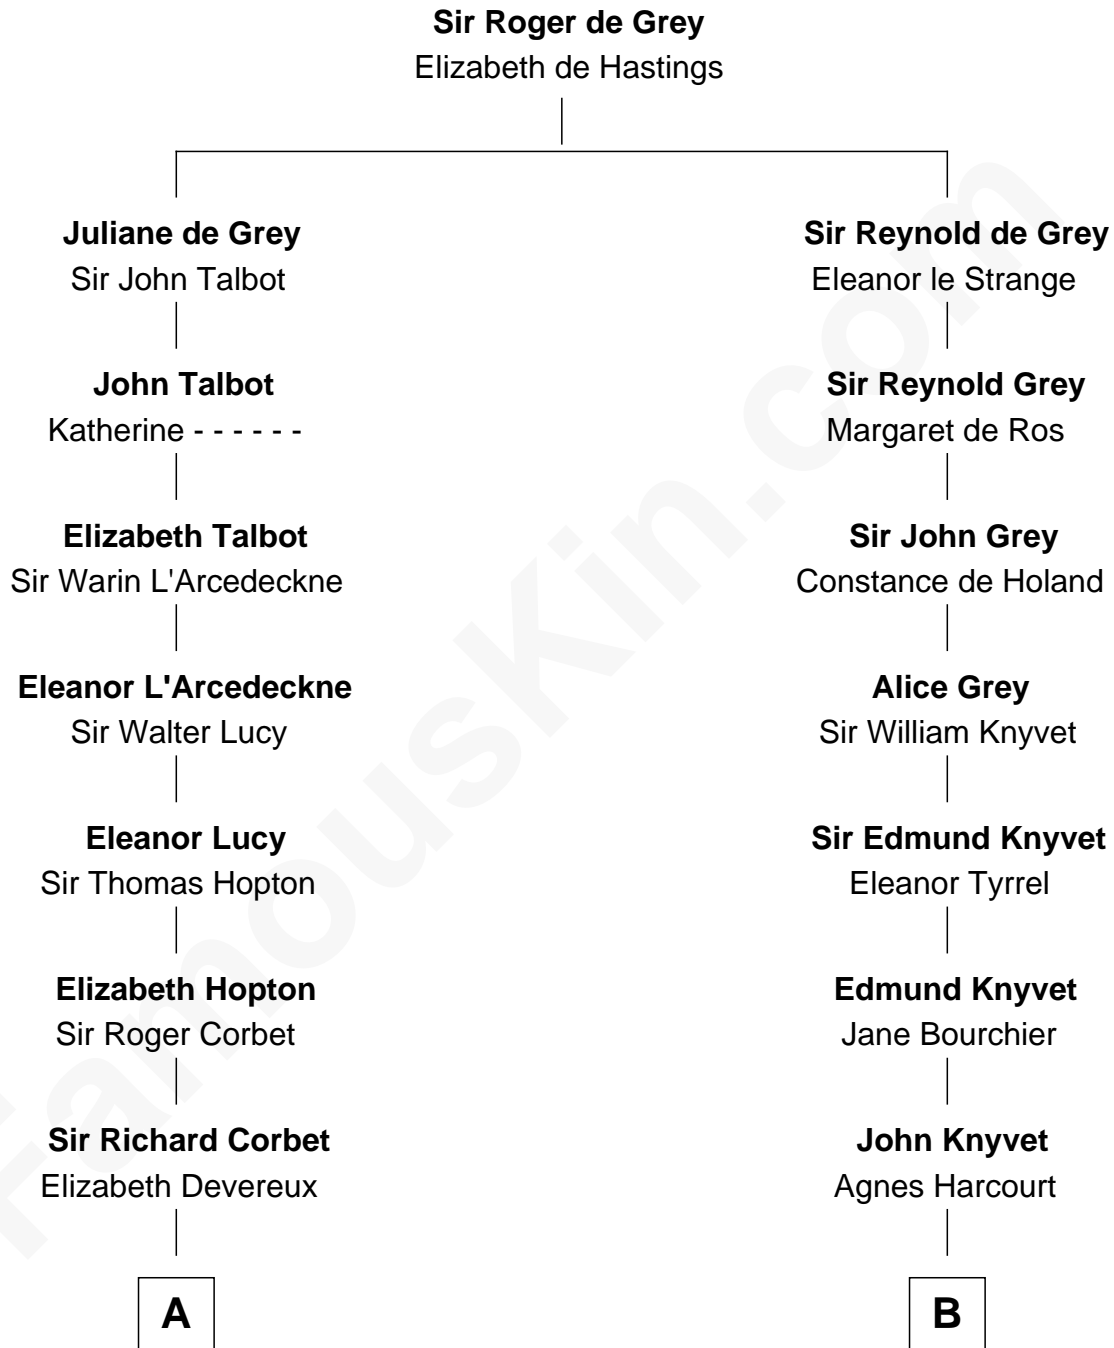 Sir Roger de Grey
Elizabeth de Hastings
Juliane de Grey
Sir John Talbot
Sir Reynold de Grey
Eleanor le Strange
John Talbot
Katherine - - - - - -
Sir Reynold Grey
Margaret de Ros
Elizabeth Talbot
Sir Warin L'Arcedeckne
Sir John Grey
Constance de Holand
Eleanor L'Arcedeckne
Sir Walter Lucy
Alice Grey
Sir William Knyvet
Eleanor Lucy
Sir Thomas Hopton
Sir Edmund Knyvet
Eleanor Tyrrel
Elizabeth Hopton
Sir Roger Corbet
Edmund Knyvet
Jane Bourchier
Sir Richard Corbet
Elizabeth Devereux
John Knyvet
Agnes Harcourt
A
B
FamousKin.com